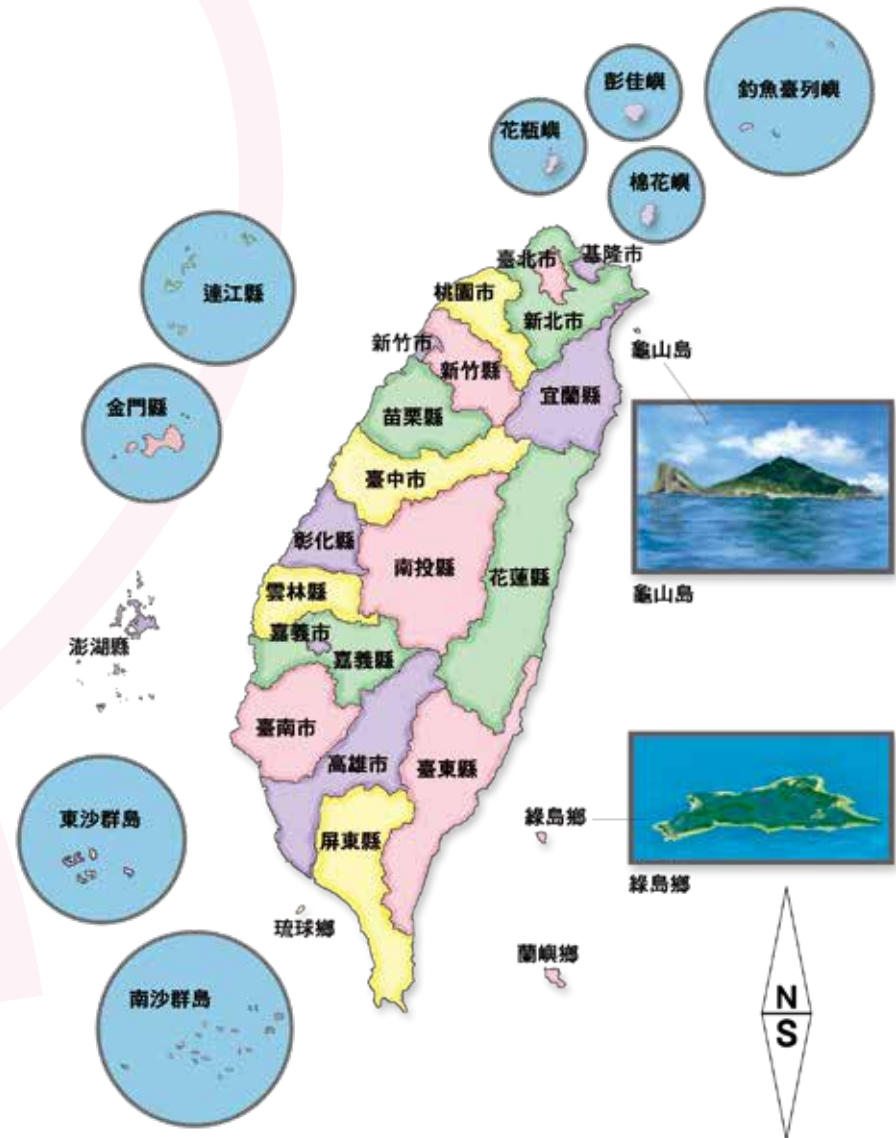 彭佳嶼
釣魚臺列嶼
花瓶嶼
棉花嶼
連江縣
臺北市
基隆市
桃園市
新北市
新竹市
龜山島
新竹縣
宜蘭縣
金門縣
苗栗縣
臺中市
彰化縣
南投縣
花蓮縣
雲林縣
龜山島
嘉義市
澎湖縣
嘉義縣
臺南市
高雄市
臺東縣
東沙群島
綠島鄉
屏東縣
綠島鄉
琉球鄉
蘭嶼鄉
南沙群島
N
S